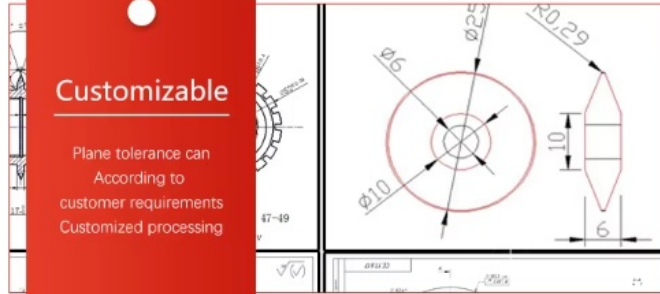 Customizable
Plane tolerance can
According to
customer requirements
Customized processing
47-49
Ø25
R0,29
Ø6
10
Ø10
6